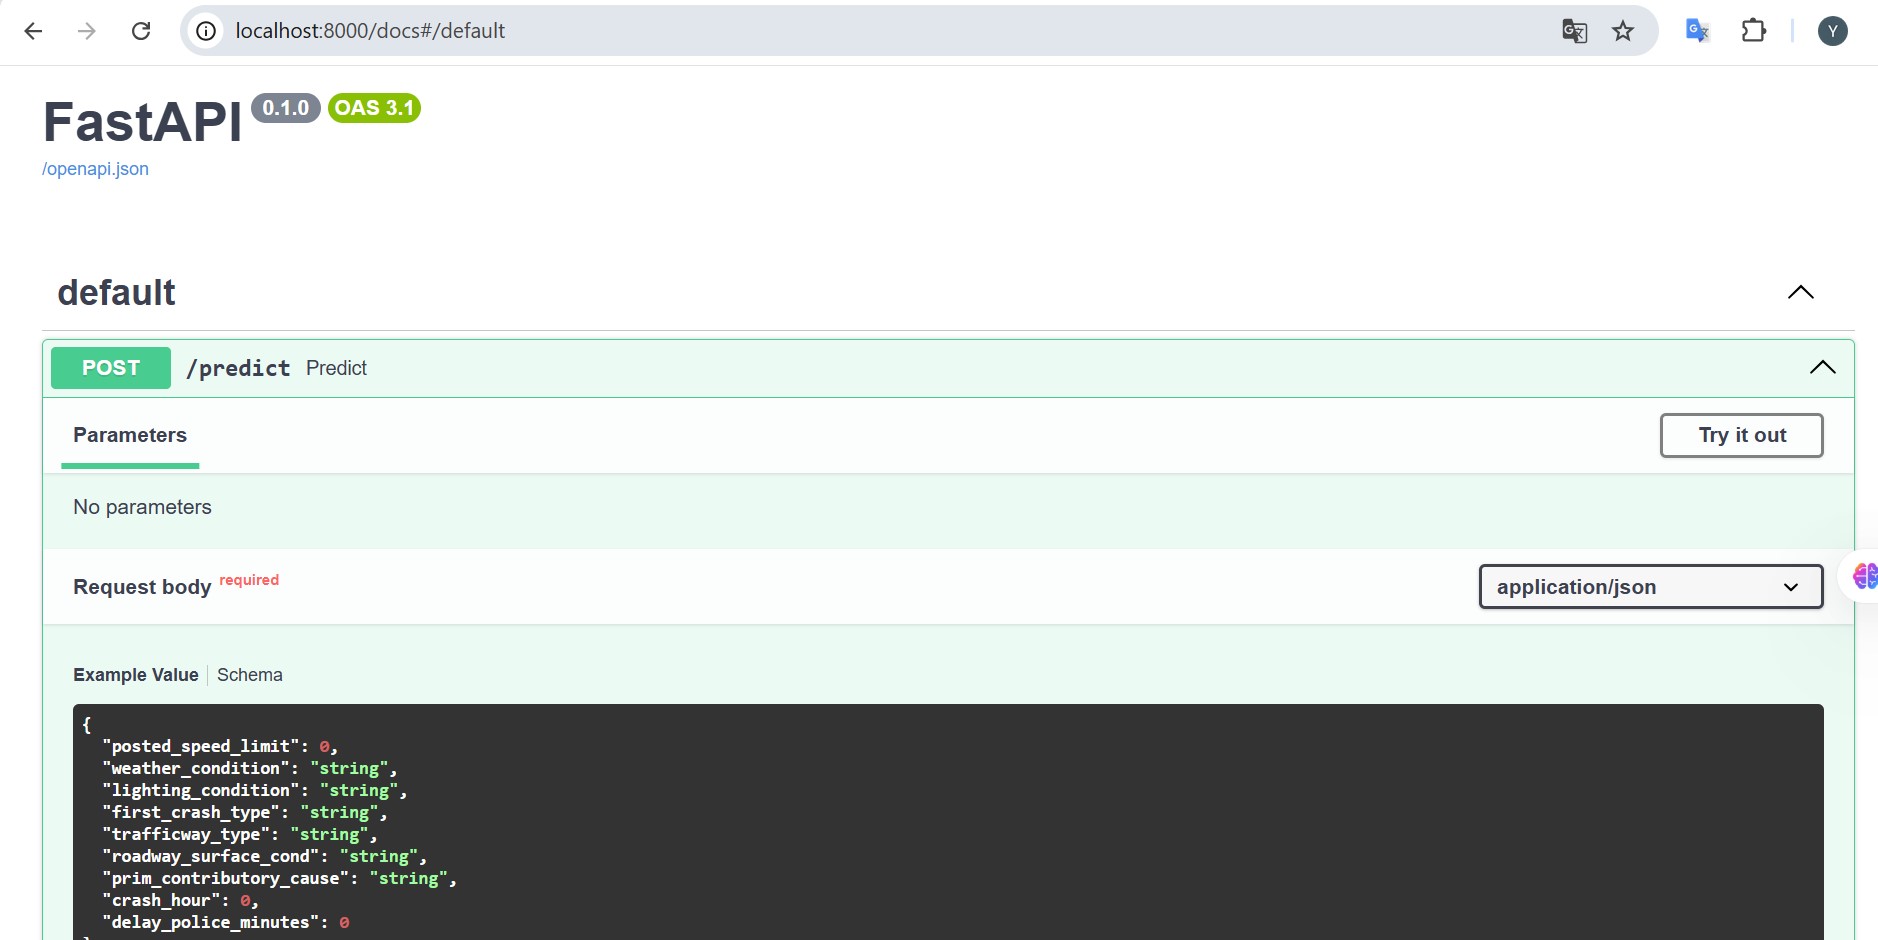 localhost:8000/docs#/default
Y
FastAPI 0.1.0 OAS 3.1
/openapi.json
default
POST /predict Predict
Parameters
Try it out
No parameters
Request body required
application/json
Example Value Schema
{
"posted_speed_limit": 0,
"weather_condition": "string",
"lighting_condition": "string",
"first_crash_type": "string",
"trafficway_type": "string",
"roadway_surface_cond": "string",
"prim_contributory_cause": "string",
"crash_hour": 0,
"delay_police_minutes": 0